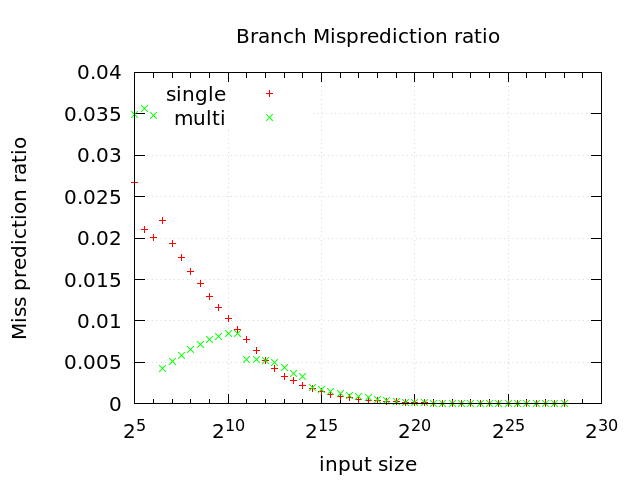 Branch Misprediction ratio
0.04
0.035
0.03
0.025
0.02
0.015
0.01
0.005
0
single
multi
Miss prediction ratio
2^5 2^10 2^15 2^20 2^25 2^30
input size